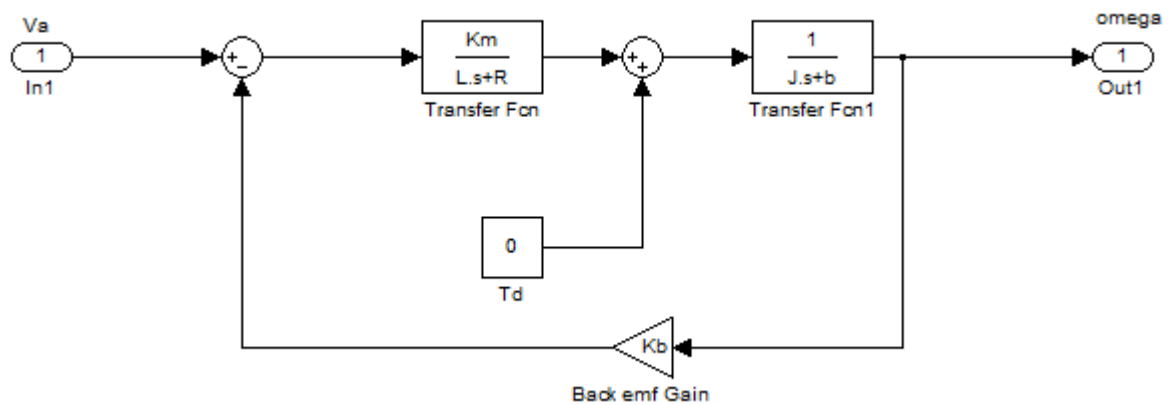 Va
1
In1
+
−
Km
L.s+R
Transfer Fcn
+
+
1
J.s+b
Transfer Fcn1
omega
1
Out1
0
Td
Kb
Back emf Gain